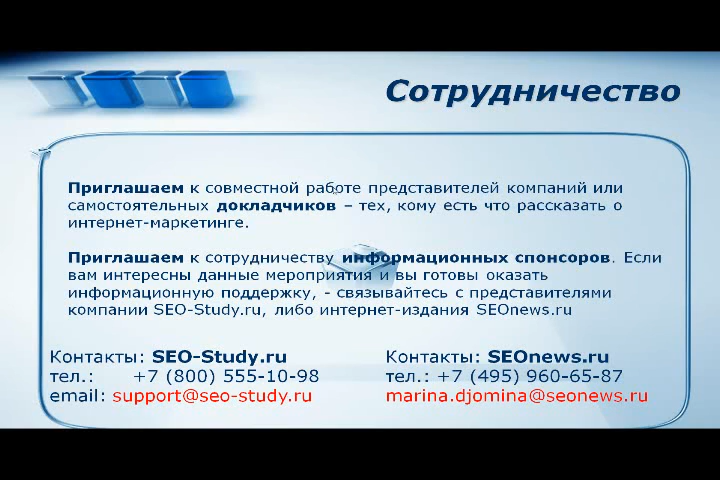 Сотрудничество
Приглашаем к совместной работе представителей компаний или
самостоятельных докладчиков – тех, кому есть что рассказать о
интернет-маркетинге.
Приглашаем к сотрудничеству информационных спонсоров. Если
вам интересны данные мероприятия и вы готовы оказать
информационную поддержку, - связывайтесь с представителями
компании SEO-Study.ru, либо интернет-издания SEOnews.ru
Контакты: SEO-Study.ru
тел.: +7 (800) 555-10-98
email: support@seo-study.ru
Контакты: SEOnews.ru
тел.: +7 (495) 960-65-87
marina.djomina@seonews.ru